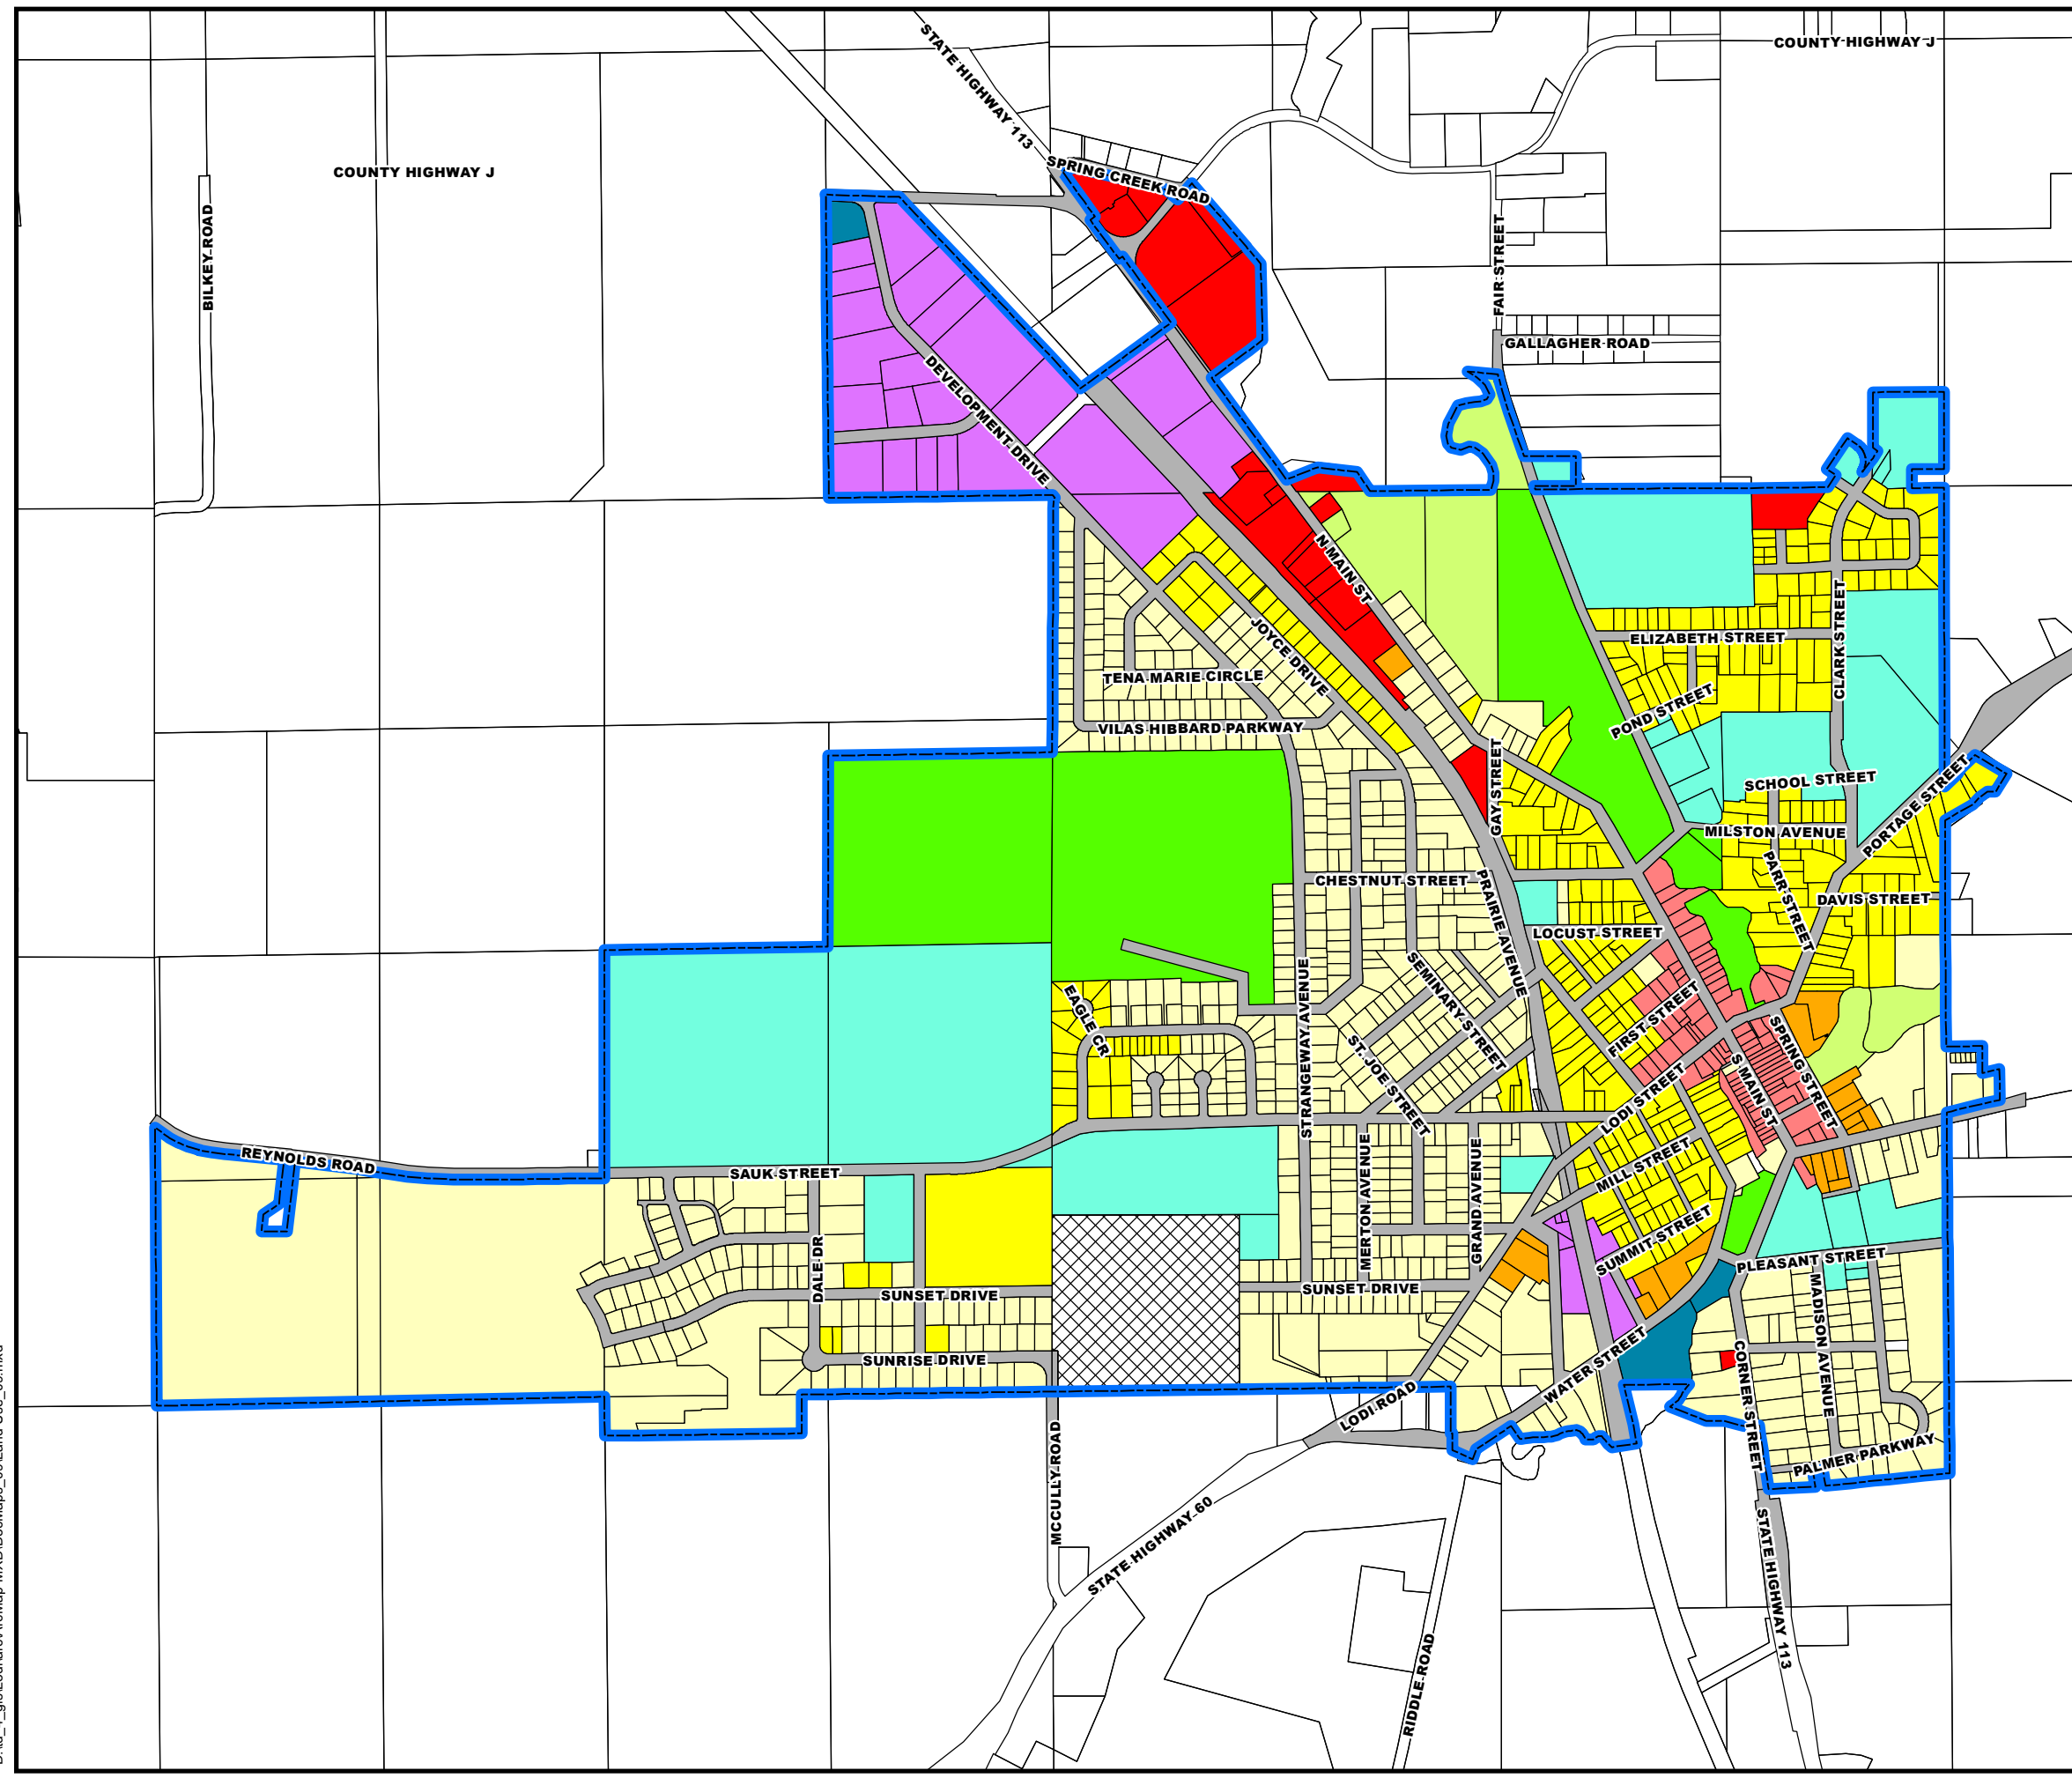 COUNTY HIGHWAY J
STATE HIGHWAY 113
COUNTY HIGHWAY J
SPRING CREEK ROAD
BILKEY ROAD
FAIR STREET
GALLAGHER ROAD
DEVELOPMENT DRIVE
N MAIN ST
JOYCE DRIVE
ELIZABETH STREET
CLARK STREET
TENA MARIE CIRCLE
POND STREET
VILAS HIBBARD PARKWAY
GAY STREET
SCHOOL STREET
PORTAGE STREET
MILSTON AVENUE
CHESTNUT STREET
PARR STREET
DAVIS STREET
PRAIRIE AVENUE
LOCUST STREET
SEMINARY STREET
EAGLE CR
STRANGEWAY AVENUE
FIRST STREET
SPRING STREET
ST. JOE STREET
S MAIN ST
LODI STREET
REYNOLDS ROAD
SAUK STREET
MERTON AVENUE
GRAND AVENUE
MILL STREET
SUMMIT STREET
PLEASANT STREET
DALE DR
SUNSET DRIVE
SUNSET DRIVE
MADISON AVENUE
SUNRISE DRIVE
WATER STREET
CORNER STREET
LODI ROAD
PALMER PARKWAY
MCCULLY ROAD
STATE HIGHWAY 60
STATE HIGHWAY 113
RIDDLE ROAD